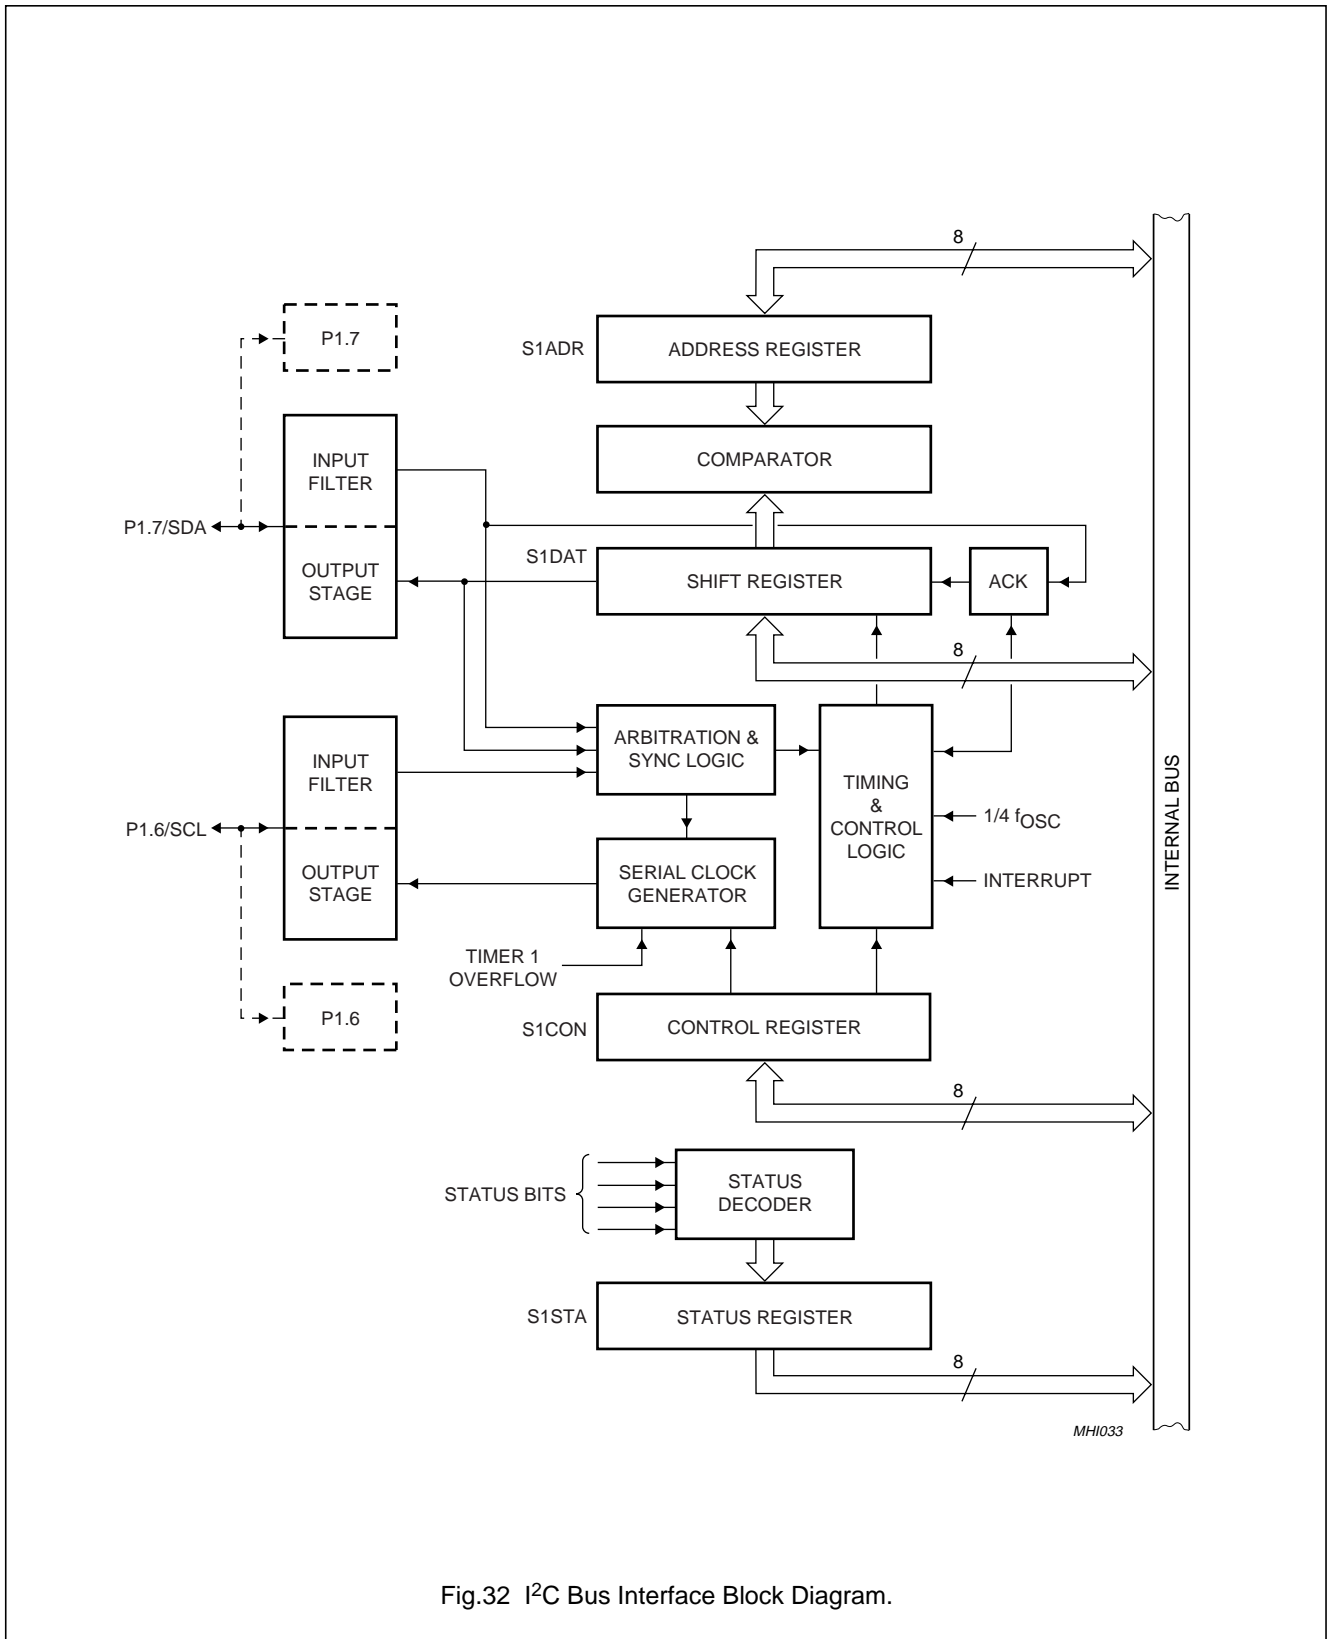 8
P1.7
S1ADR
ADDRESS REGISTER
INPUT
FILTER
COMPARATOR
P1.7/SDA
S1DAT
OUTPUT
STAGE
SHIFT REGISTER
ACK
8
INPUT
FILTER
ARBITRATION &
SYNC LOGIC
TIMING
&
CONTROL
LOGIC
1/4 fOSC
INTERRUPT
INTERNAL BUS
P1.6/SCL
OUTPUT
STAGE
SERIAL CLOCK
GENERATOR
TIMER 1
OVERFLOW
P1.6
S1CON
CONTROL REGISTER
8
STATUS BITS
STATUS
DECODER
S1STA
STATUS REGISTER
8
MHI033
Fig.32 I²C Bus Interface Block Diagram.